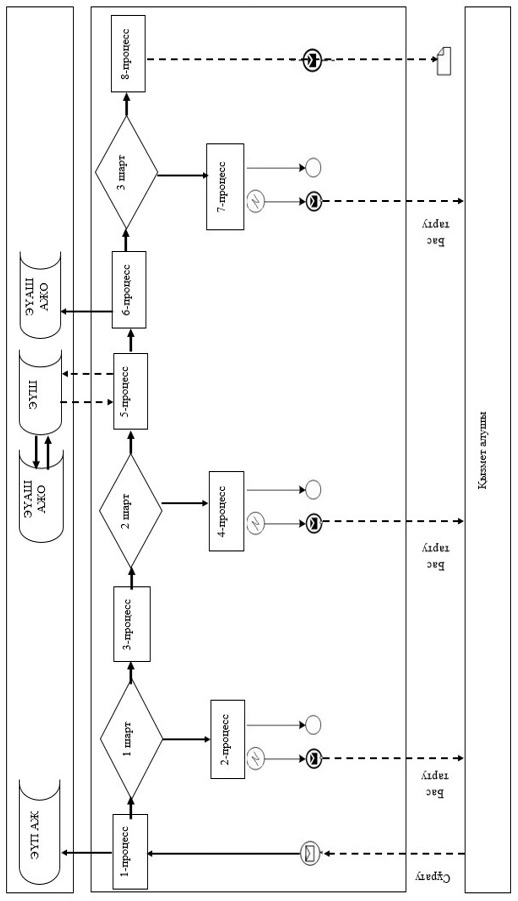 ЭҮП АЖ
ЭҮАШ
АЖО
ЭҮШ
ЭҮАШ
АЖО
1-процесс
1 шарт
2-процесс
3-процесс
2 шарт
4-процесс
5-процесс
6-процесс
3 шарт
7-процесс
8-процесс
Сұрату
Бас
тарту
Бас
тарту
Бас
тарту
Қызмет алушы